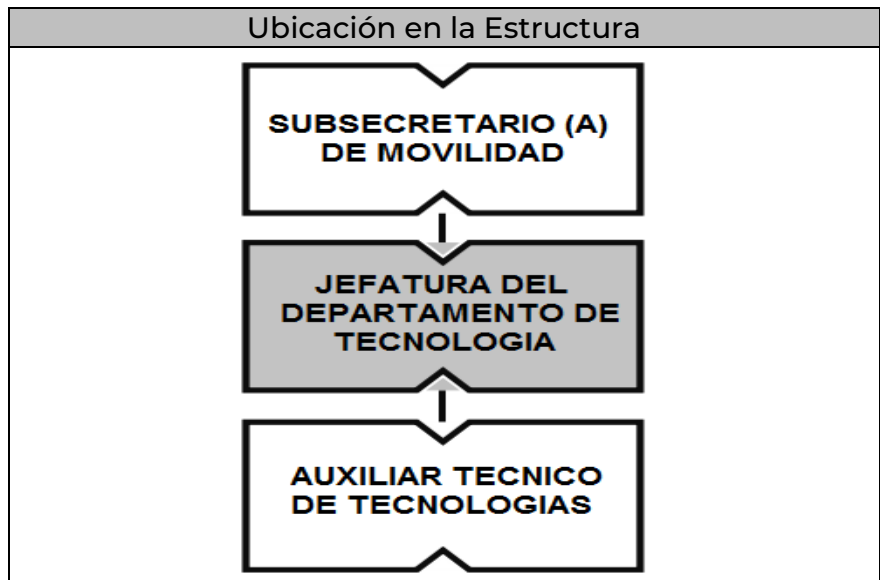 Ubicación en la Estructura
SUBSECRETARIO (A)
DE MOVILIDAD
JEFATURA DEL
DEPARTAMENTO DE
TECNOLOGIA
AUXILIAR TECNICO
DE TECNOLOGIAS